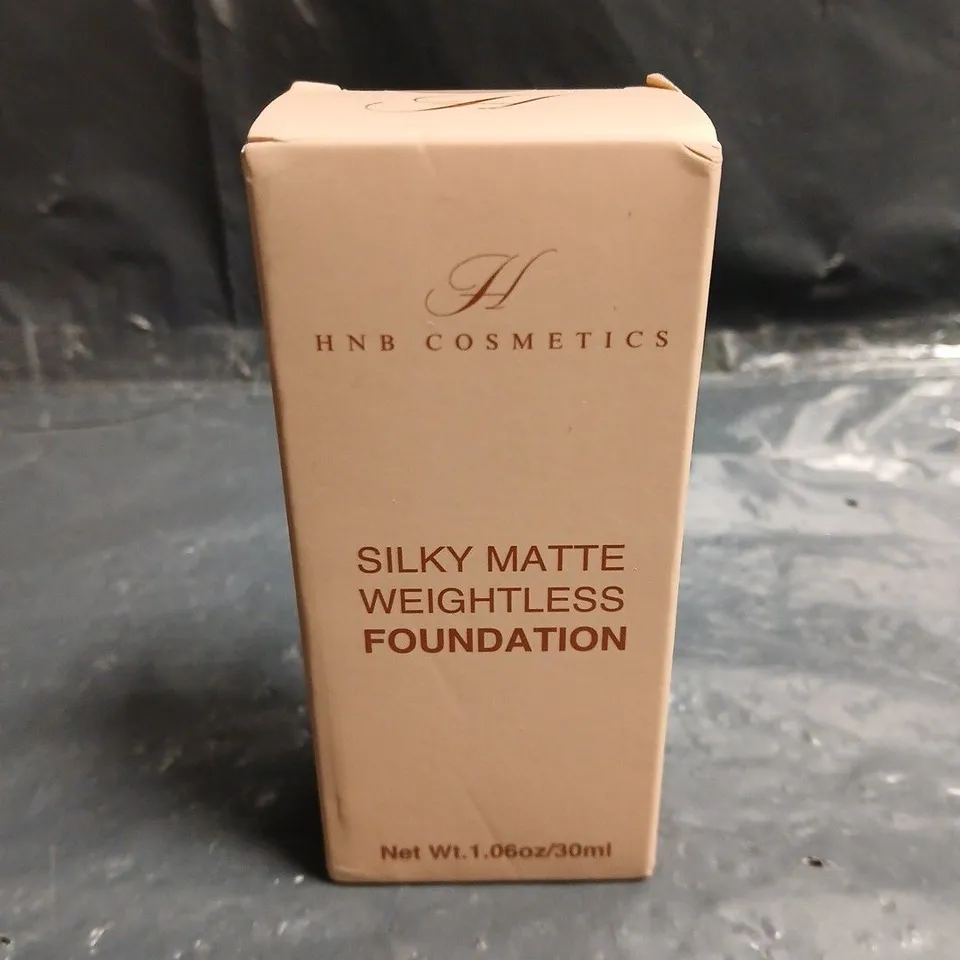 H
HNB COSMETICS
SILKY MATTE
WEIGHTLESS
FOUNDATION
Net Wt.1.06oz/30ml